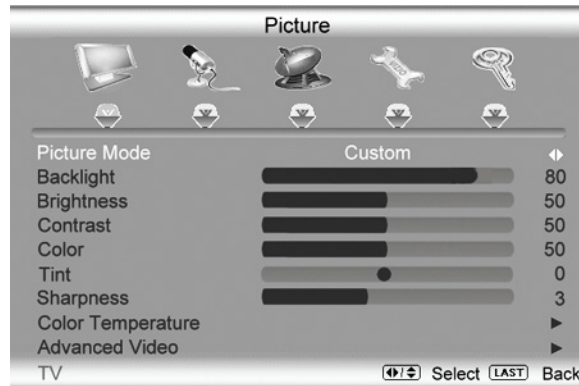 Picture
Picture Mode Custom
Backlight 80
Brightness 50
Contrast 50
Color 50
Tint 0
Sharpness 3
Color Temperature
Advanced Video
TV Select LAST Back